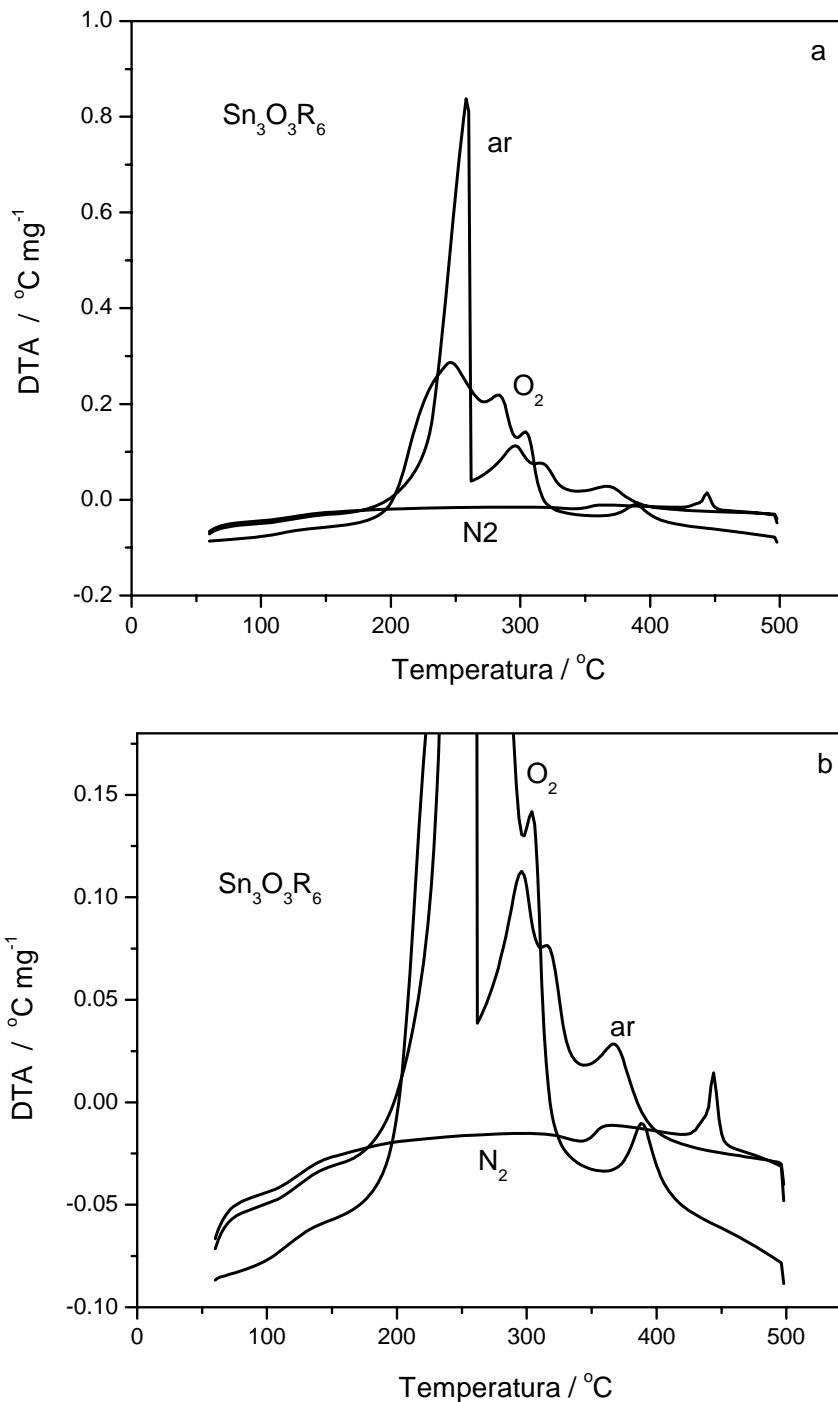 a
1.0
0.8
0.6
0.4
0.2
0.0
-0.2
DTA / °C mg⁻¹
Sn₃O₃R₆
ar
O₂
N2
0 100 200 300 400 500
Temperatura / °C
b
0.15
0.10
0.05
0.00
-0.05
-0.10
DTA / °C mg⁻¹
O₂
Sn₃O₃R₆
ar
N₂
0 100 200 300 400 500
Temperatura / °C